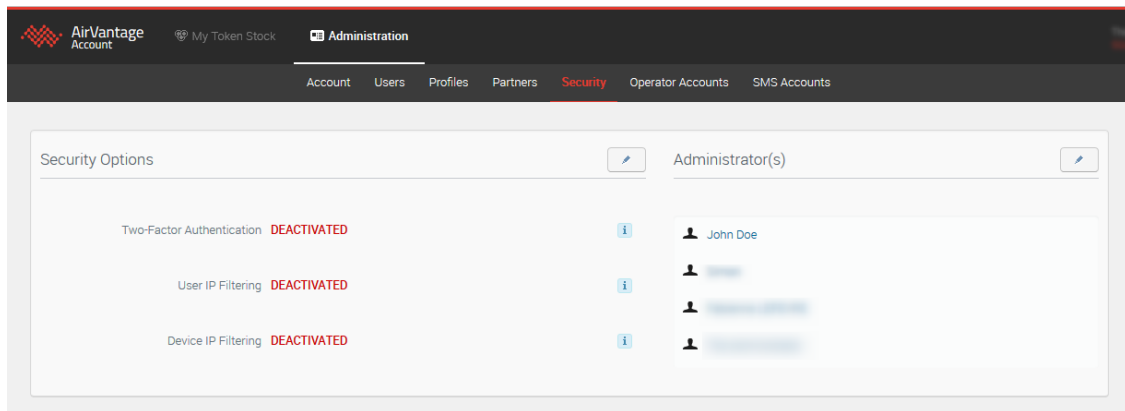 AirVantage
Account
My Token Stock
Administration
Account Users Profiles Partners Security Operator Accounts SMS Accounts
Security Options
Administrator(s)
Two-Factor Authentication DEACTIVATED i
User IP Filtering DEACTIVATED i
Device IP Filtering DEACTIVATED i
John Doe